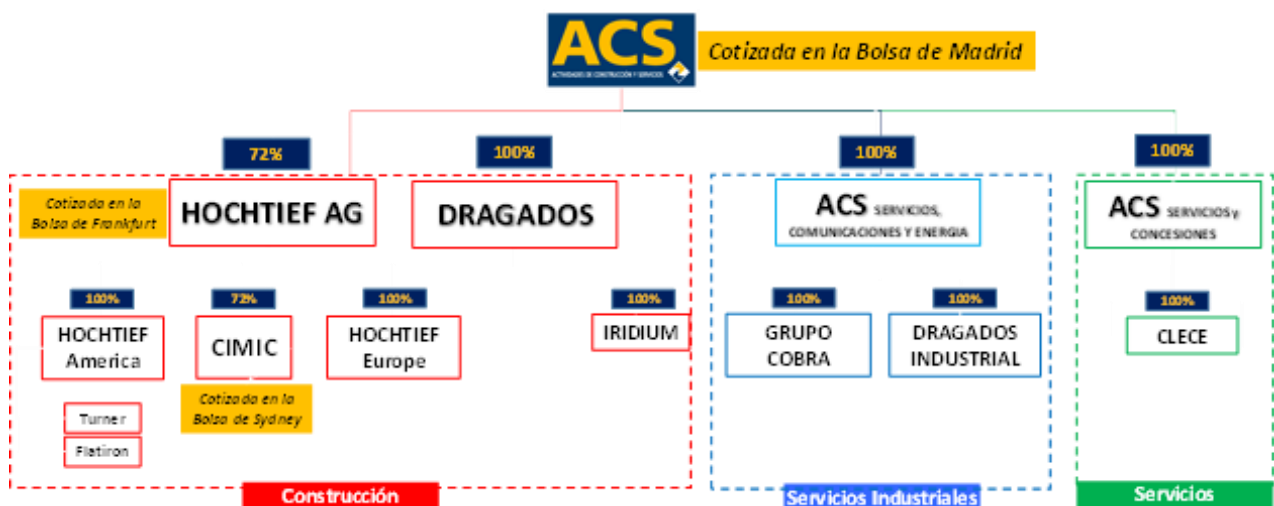 ACS
ACTIVIDADES DE CONSTRUCCIÓN Y SERVICIOS
Cotizada en la Bolsa de Madrid
72%
100%
100%
100%
Cotizada en la
Bolsa de Frankfurt
HOCHTIEF AG
DRAGADOS
ACS SERVICIOS,
COMUNICACIONES Y ENERGIA
ACS SERVICIOS y
CONCESIONES
100%
72%
100%
100%
100%
100%
100%
HOCHTIEF
America
CIMIC
HOCHTIEF
Europe
IRIDIUM
GRUPO
COBRA
DRAGADOS
INDUSTRIAL
CLECE
Cotizada en la
Bolsa de Sydney
Turner
Flatiron
Construcción
Servicios Industriales
Servicios